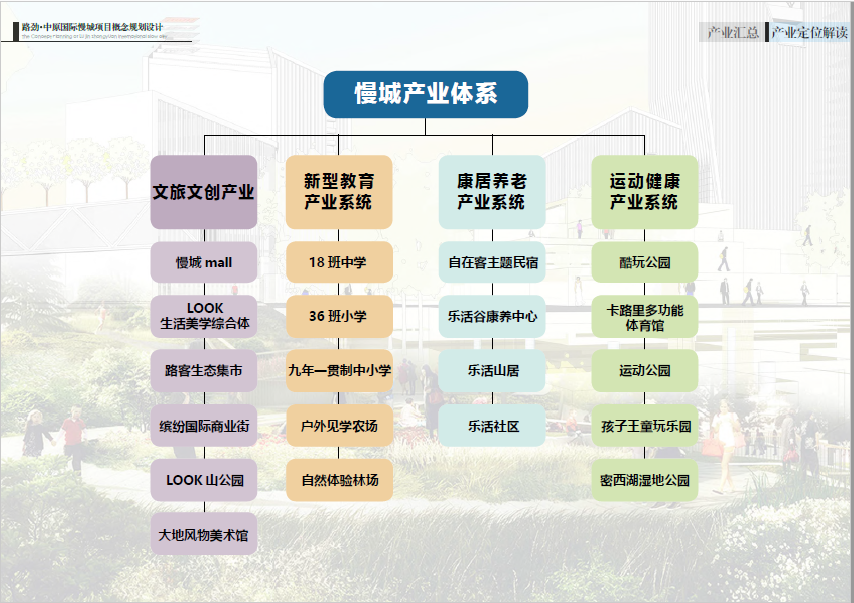 路劲·中原国际慢城项目概念规划设计
产业汇总
产业定位解读
慢城产业体系
文旅文创产业
慢城 mall
LOOK
生活美学综合体
路客生态集市
缤纷国际商业街
LOOK 山公园
大地风物美术馆
新型教育
产业系统
18 班中学
36 班小学
九年一贯制中小学
户外见学农场
自然体验林场
康居养老
产业系统
自在客主题民宿
乐活谷康养中心
乐活山居
乐活社区
运动健康
产业系统
酷玩公园
卡路里多功能
体育馆
运动公园
孩子王童玩乐园
密西湖湿地公园